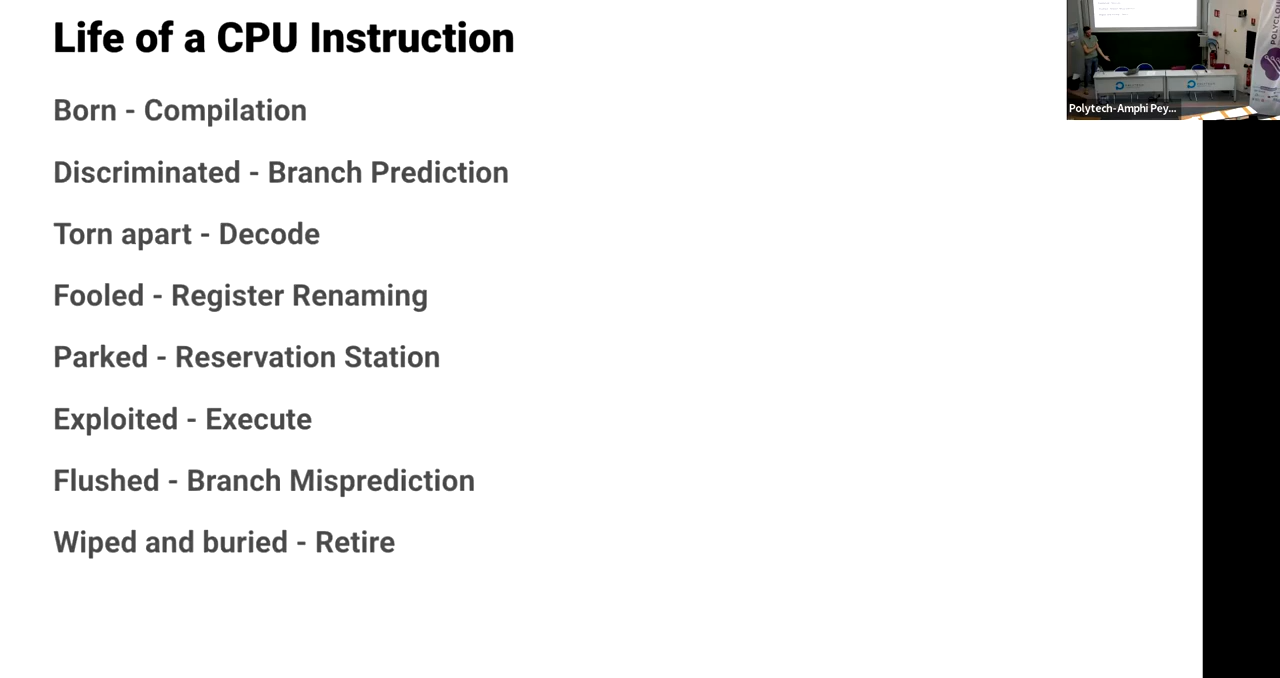 Life of a CPU Instruction
Born - Compilation
Discriminated - Branch Prediction
Torn apart - Decode
Fooled - Register Renaming
Parked - Reservation Station
Exploited - Execute
Flushed - Branch Misprediction
Wiped and buried - Retire
Polytech-Amphi Pey...